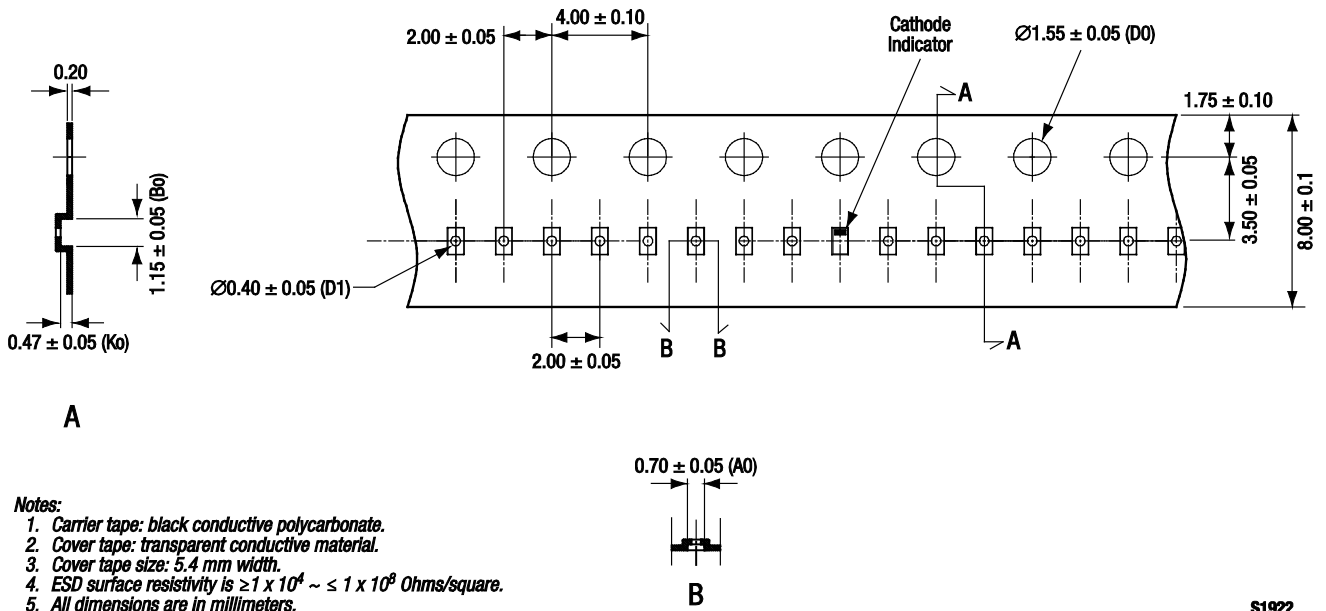 4.00 ± 0.10
2.00 ± 0.05
Cathode
Indicator
Ø1.55 ± 0.05 (D0)
0.20
A
1.75 ± 0.10
1.15 ± 0.05 (Bo)
3.50 ± 0.05
8.00 ± 0.1
Ø0.40 ± 0.05 (D1)
0.47 ± 0.05 (Ko)
B B
A
2.00 ± 0.05
A
0.70 ± 0.05 (A0)
B
Notes:
1. Carrier tape: black conductive polycarbonate.
2. Cover tape: transparent conductive material.
3. Cover tape size: 5.4 mm width.
4. ESD surface resistivity is ≥1 x 10⁴ ~ ≤ 1 x 10⁸ Ohms/square.
5. All dimensions are in millimeters.
S1922